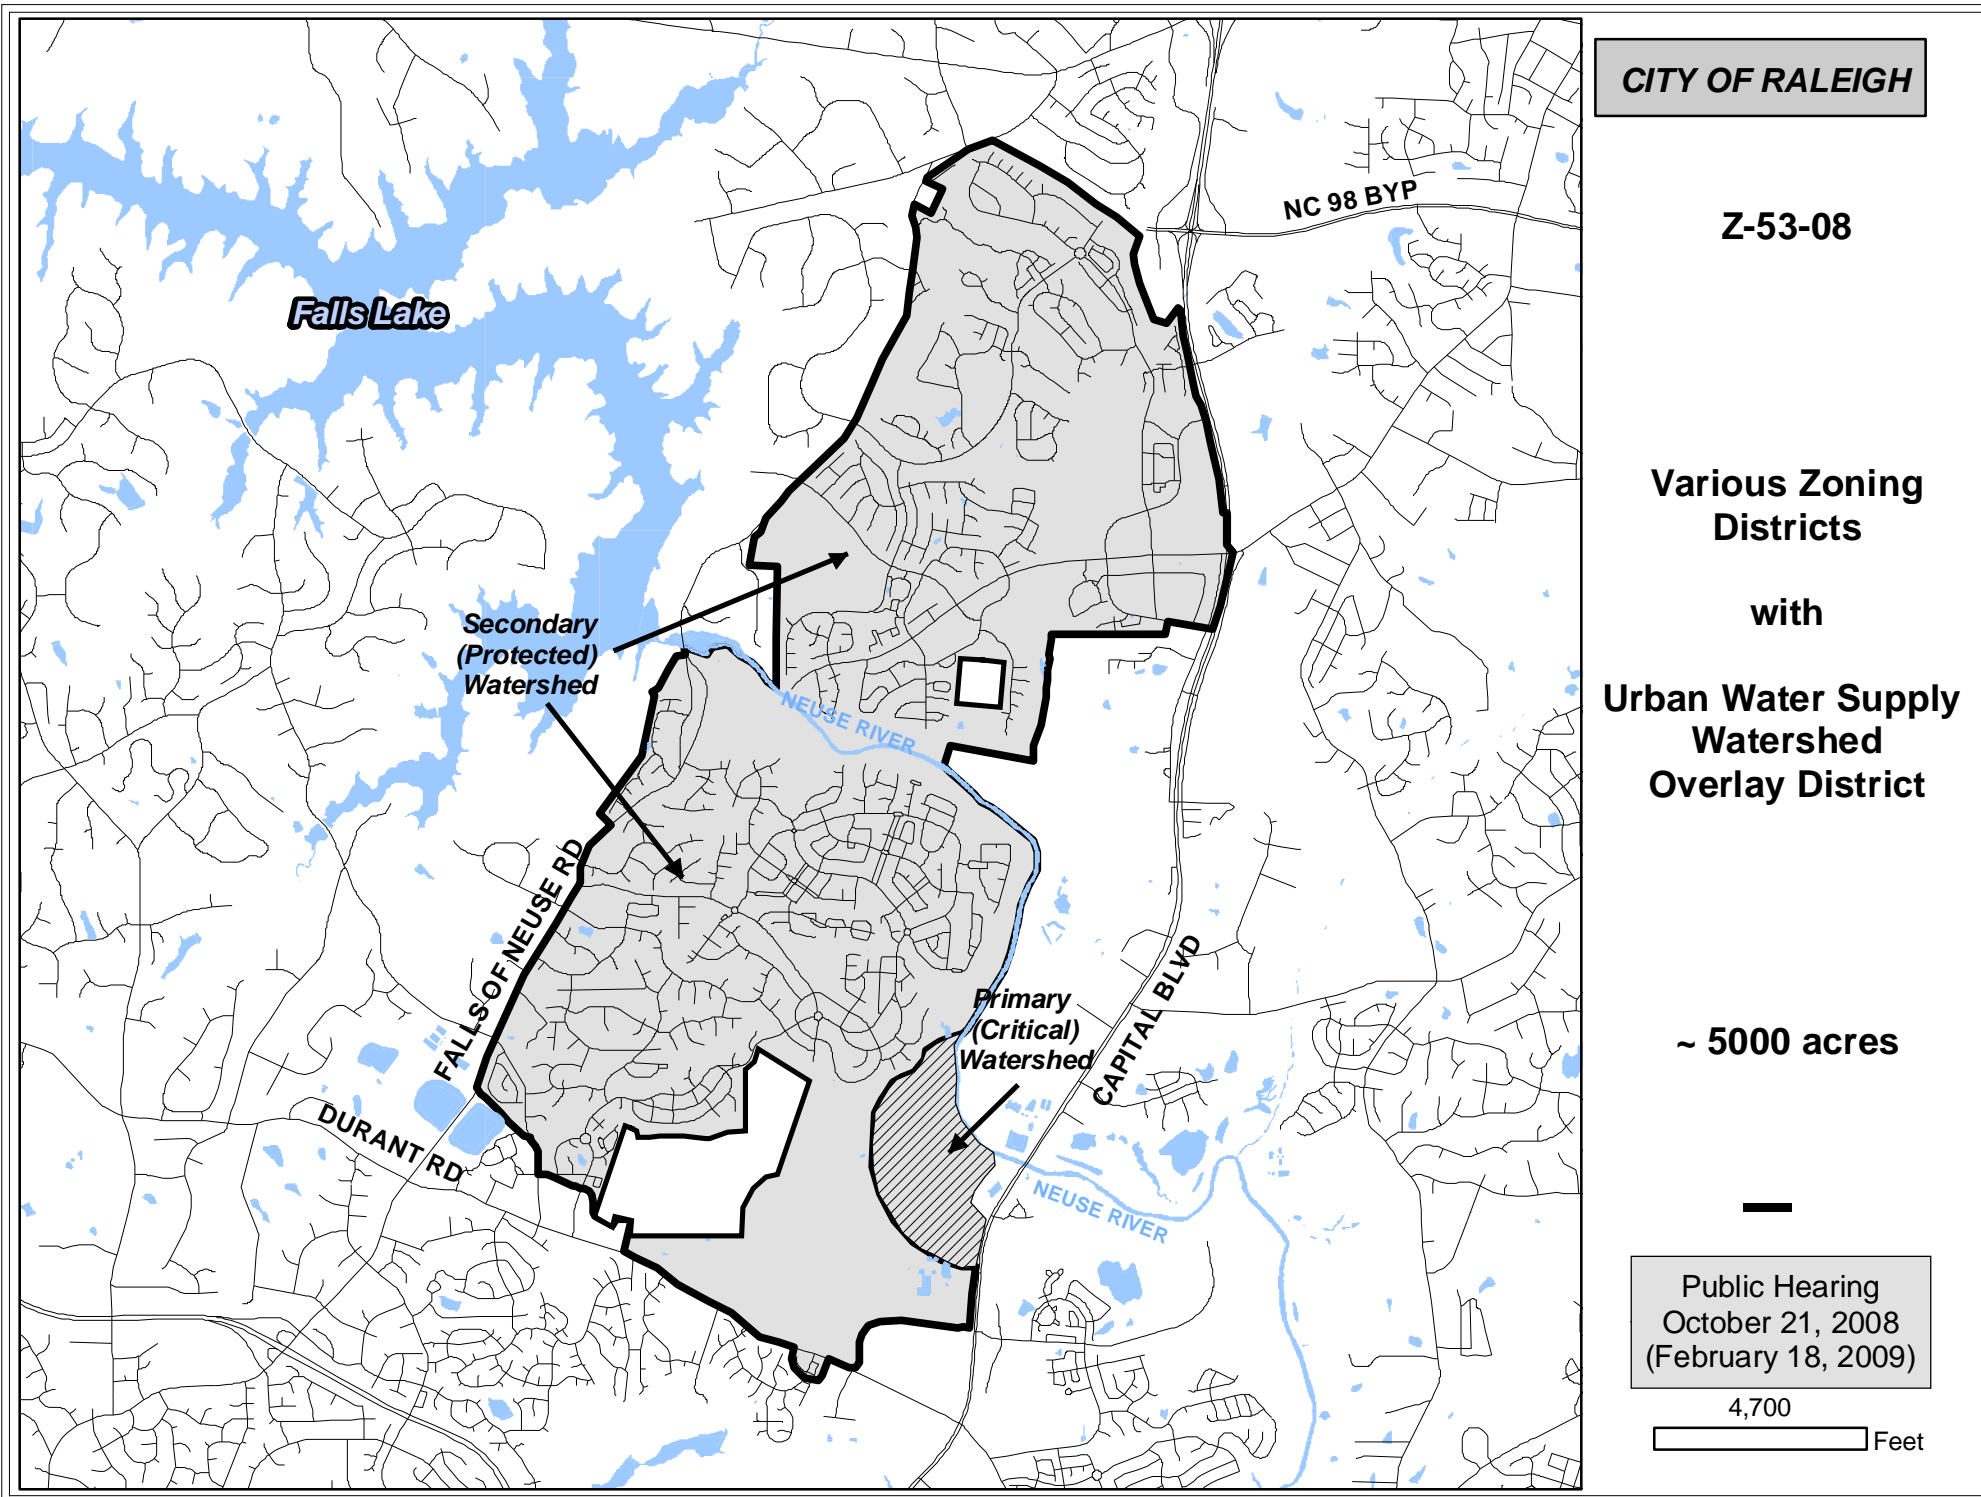 CITY OF RALEIGH
Z-53-08
Various Zoning
Districts
with
Urban Water Supply
Watershed
Overlay District
~ 5000 acres
Public Hearing
October 21, 2008
(February 18, 2009)
4,700
Feet
NC 98 BYP
Falls Lake
Secondary
(Protected)
Watershed
NEUSE RIVER
FALLS OF NEUSE RD
Primary
(Critical)
Watershed
CAPITAL BLVD
DURANT RD
NEUSE RIVER